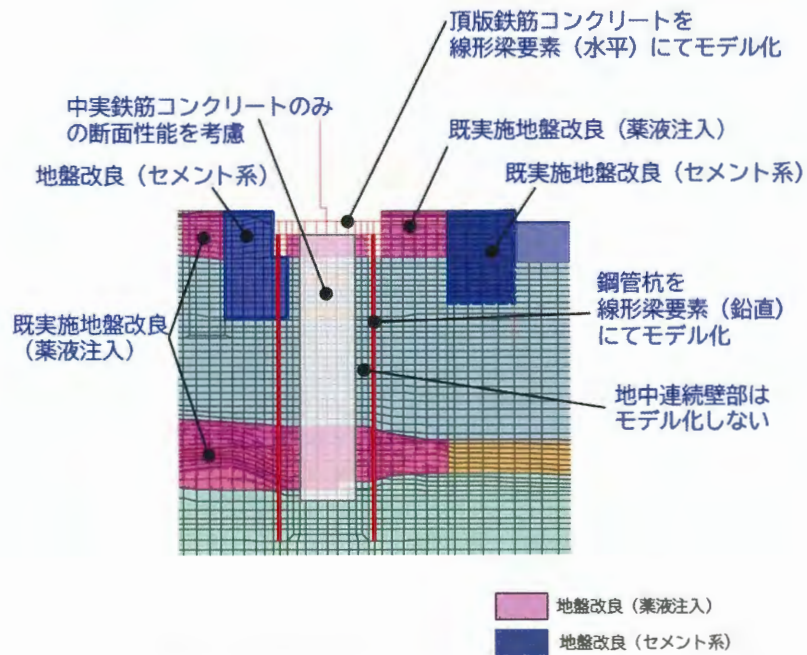 頂版鉄筋コンクリートを
線形梁要素（水平）にてモデル化
中実鉄筋コンクリートのみ
の断面性能を考慮
既実施地盤改良（薬液注入）
地盤改良（セメント系）
既実施地盤改良（セメント系）
鋼管杭を
線形梁要素（鉛直）
にてモデル化
既実施地盤改良
（薬液注入）
地中連続壁部は
モデル化しない
地盤改良（薬液注入）
地盤改良（セメント系）